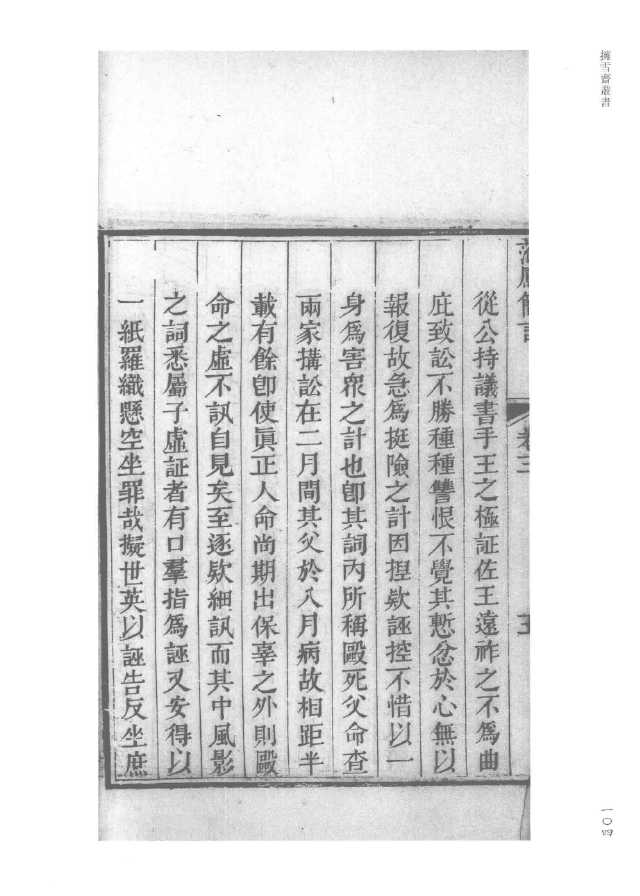 擁雪齋叢書
卷三
五
從公持議書手王之極証佐王遠祚之不爲曲
庇致訟不勝種種讐恨不覺其慙忿於心無以
報復故急爲挺險之計因揑欵誣控不惜以一
身爲害衆之計也卽其詞內所稱毆死父命查
兩家搆訟在二月間其父於八月病故相距半
載有餘卽使眞正人命尚期出保辜之外則毆
命之虛不訊自見矣至逐欵細訊而其中風影
之詞悉屬子虛証者有口羣指爲誣又安得以
一紙羅織懸空坐罪哉擬世英以誣告反坐庶
一〇四